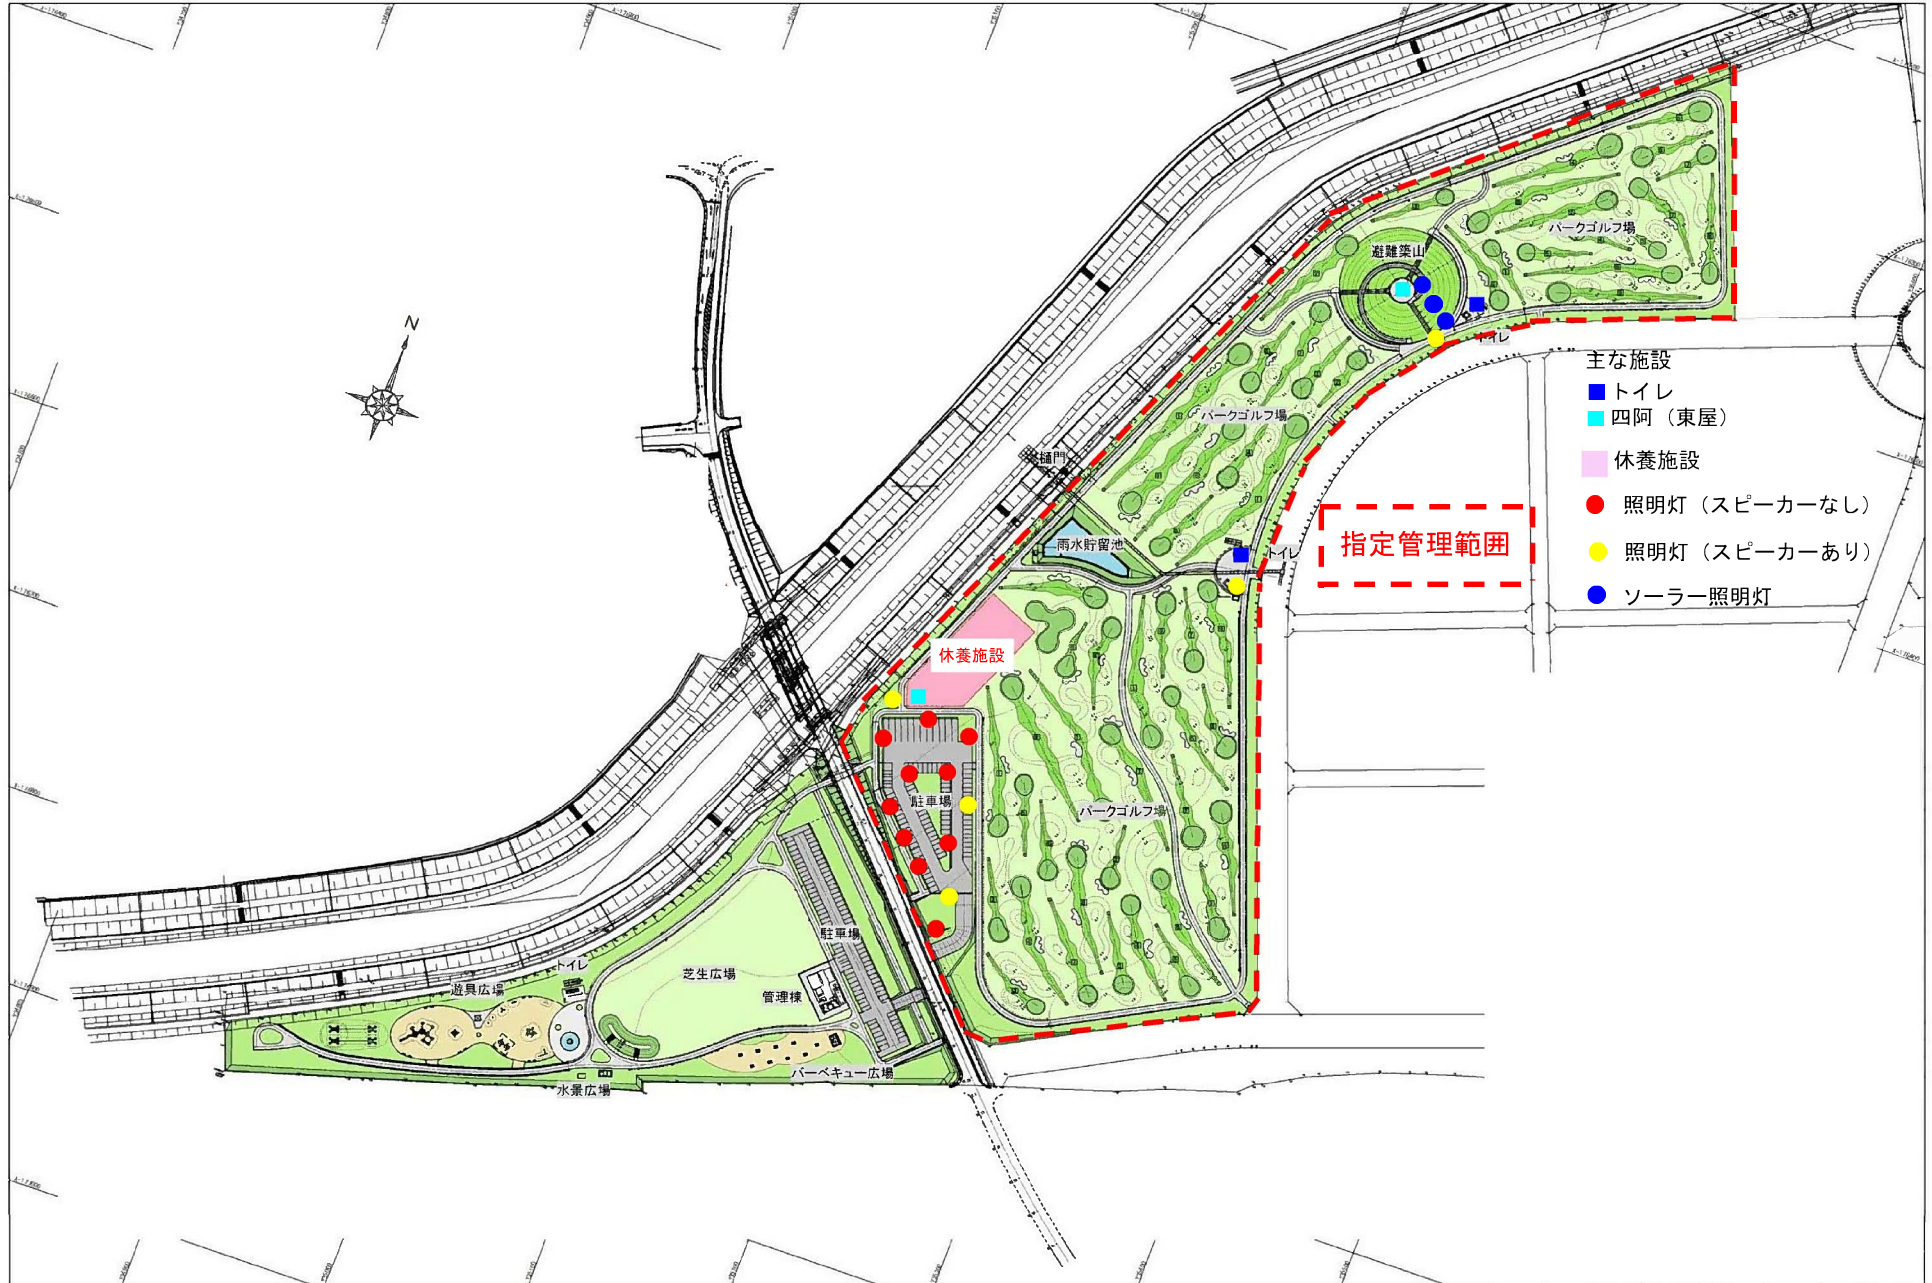 N
パークゴルフ場
避難築山
トイレ
主な施設
トイレ
四阿（東屋）
休養施設
照明灯（スピーカーなし）
照明灯（スピーカーあり）
ソーラー照明灯
パークゴルフ場
樋門
指定管理範囲
雨水貯留池
トイレ
休養施設
駐車場
パークゴルフ場
駐車場
芝生広場
管理棟
トイレ
遊具広場
バーベキュー広場
水景広場